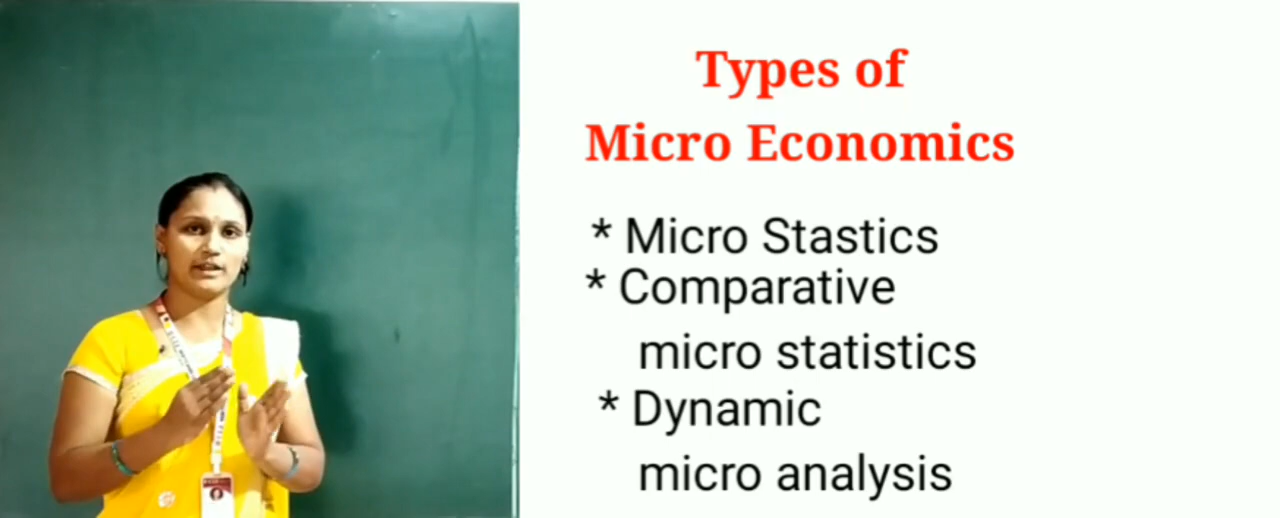 Types of
Micro Economics
* Micro Stastics
* Comparative
micro statistics
* Dynamic
micro analysis